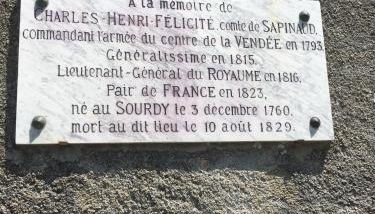 A la mémoire de
CHARLES-HENRI-FÉLICITÉ, comte de SAPINAUD,
commandant l'armée du centre de la VENDÉE en 1793.
Généralissime en 1815.
Lieutenant-Général du ROYAUME en 1816,
Pair de FRANCE en 1823,
né au SOURDY le 3 décembre 1760,
mort au dit lieu le 10 août 1829.